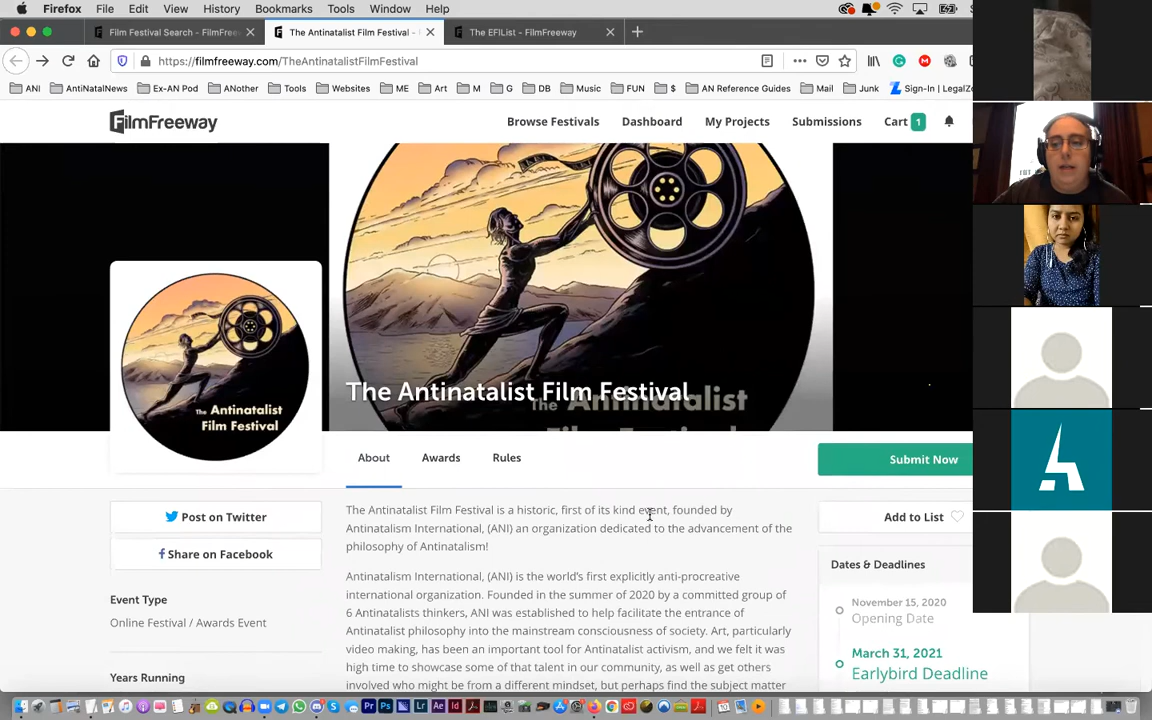 Firefox File Edit View History Bookmarks Tools Window Help
Film Festival Search - FilmFree
The Antinatalist Film Festival -
The EFIList - FilmFreeway
https://filmfreeway.com/TheAntinatalistFilmFestival
ANI AntiNatalNews Ex-AN Pod ANother Tools Websites ME Art M G DB Music FUN $ AN Reference Guides Mail Junk Sign-In | LegalZo
FilmFreeway
Browse Festivals Dashboard My Projects Submissions Cart 1
The Antinatalist Film Festival
The Antinatalist
The Antinatalist
Film Festival
About Awards Rules
Submit Now
Post on Twitter
Share on Facebook
Event Type
Online Festival / Awards Event
Years Running
The Antinatalist Film Festival is a historic, first of its kind event, founded by
Antinatalism International, (ANI) an organization dedicated to the advancement of the
philosophy of Antinatalism!
Antinatalism International, (ANI) is the world's first explicitly anti-procreative
international organization. Founded in the summer of 2020 by a committed group of
6 Antinatalists thinkers, ANI was established to help facilitate the entrance of
Antinatalist philosophy into the mainstream consciousness of society. Art, particularly
video making, has been an important tool for Antinatalist activism, and we felt it was
high time to showcase some of that talent in our community, as well as get others
involved who might be from a different mindset, but perhaps find the subject matter
Add to List
Dates & Deadlines
November 15, 2020
Opening Date
March 31, 2021
Earlybird Deadline